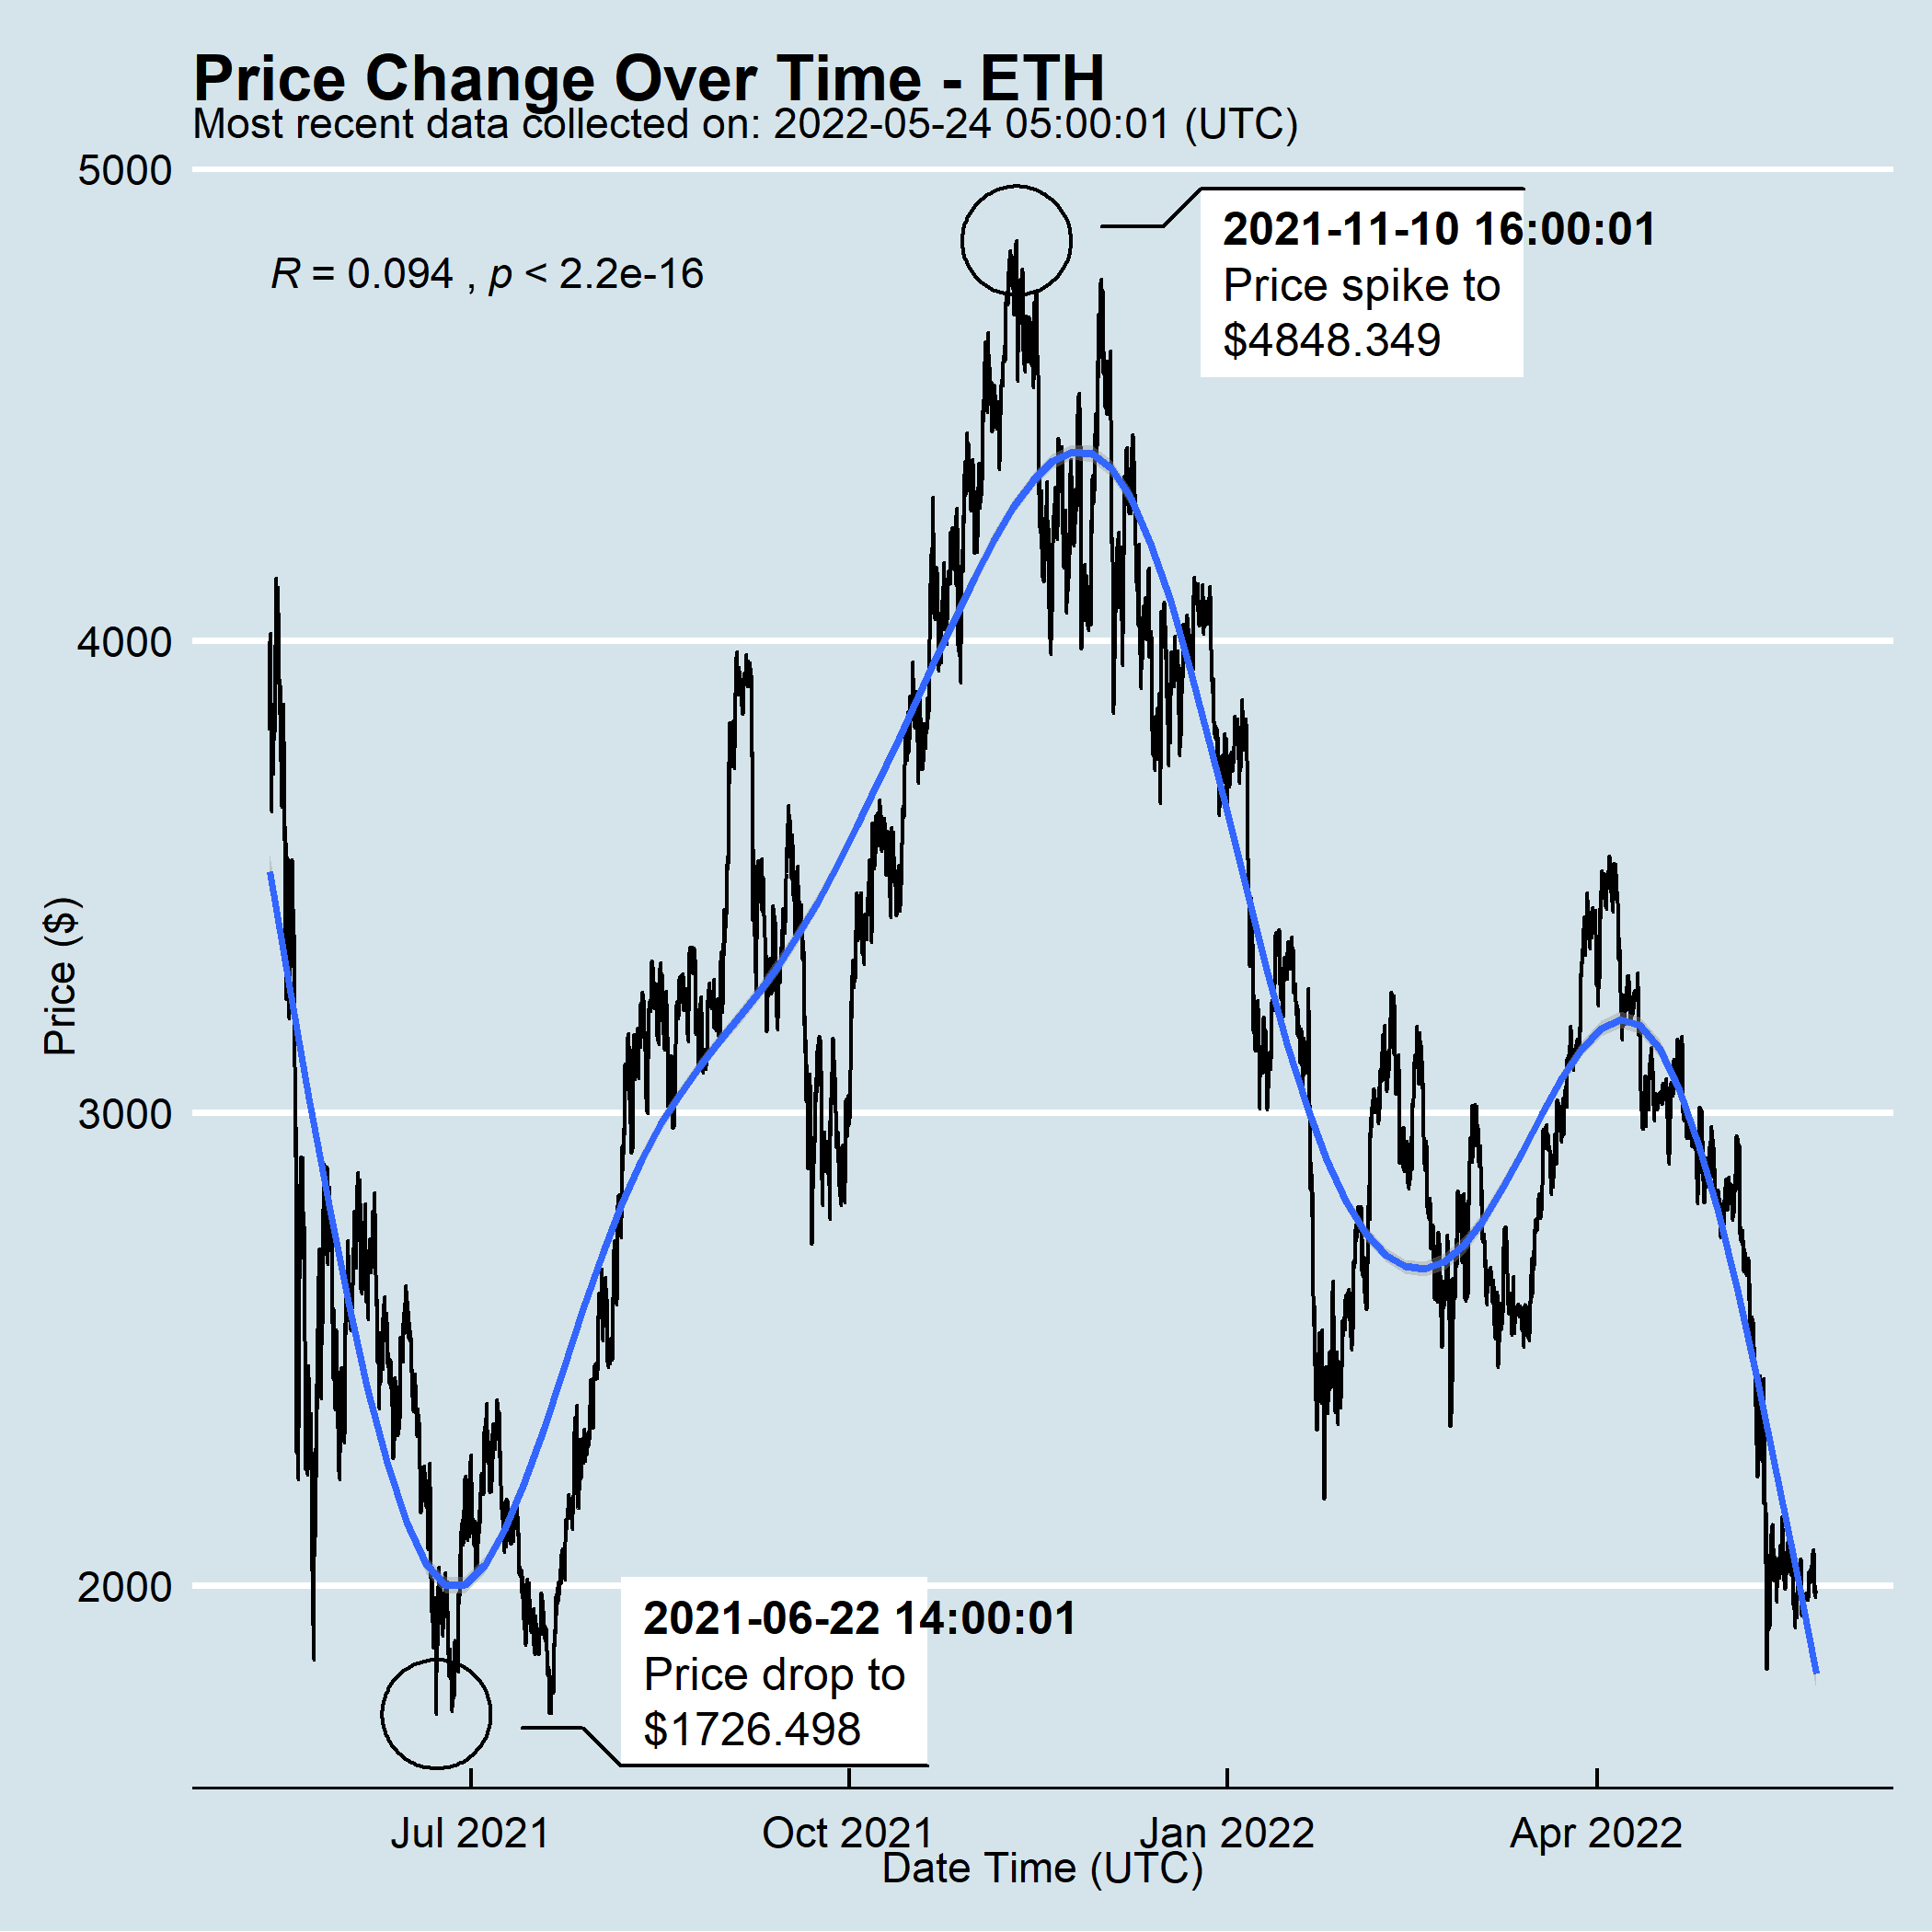 Price Change Over Time - ETH
Most recent data collected on: 2022-05-24 05:00:01 (UTC)
5000
2021-11-10 16:00:01
Price spike to
$4848.349
R = 0.094 , p < 2.2e-16
4000
Price ($)
3000
2000
2021-06-22 14:00:01
Price drop to
$1726.498
Jul 2021 Oct 2021 Jan 2022 Apr 2022
Date Time (UTC)